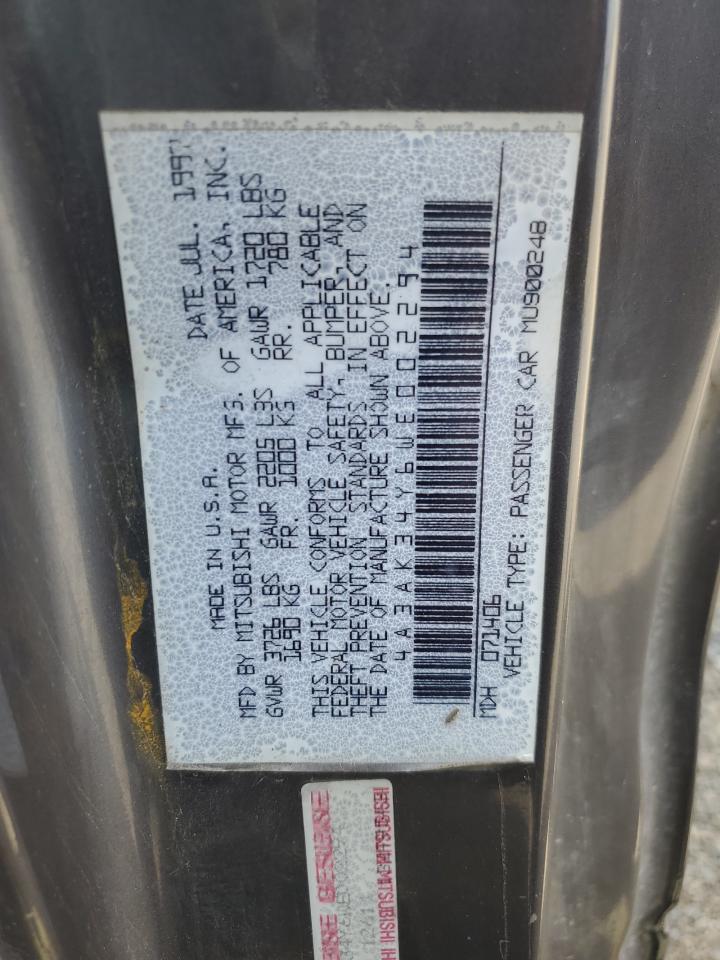 MADE IN U.S.A. DATE JUL. 1997
MFD BY MITSUBISHI MOTOR MFG. OF AMERICA, INC.
GVWR 3726 LBS GAWR 2205 LBS GAWR 1720 LBS
1690 KG FR. 1000 KG RR. 780 KG
THIS VEHICLE CONFORMS TO ALL APPLICABLE
FEDERAL MOTOR VEHICLE SAFETY, BUMPER, AND
THEFT PREVENTION STANDARDS IN EFFECT ON
THE DATE OF MANUFACTURE SHOWN ABOVE.
4A3AK34Y6WE002294
MDH 071406
VEHICLE TYPE: PASSENGER CAR MU900248
MITSUBISHI